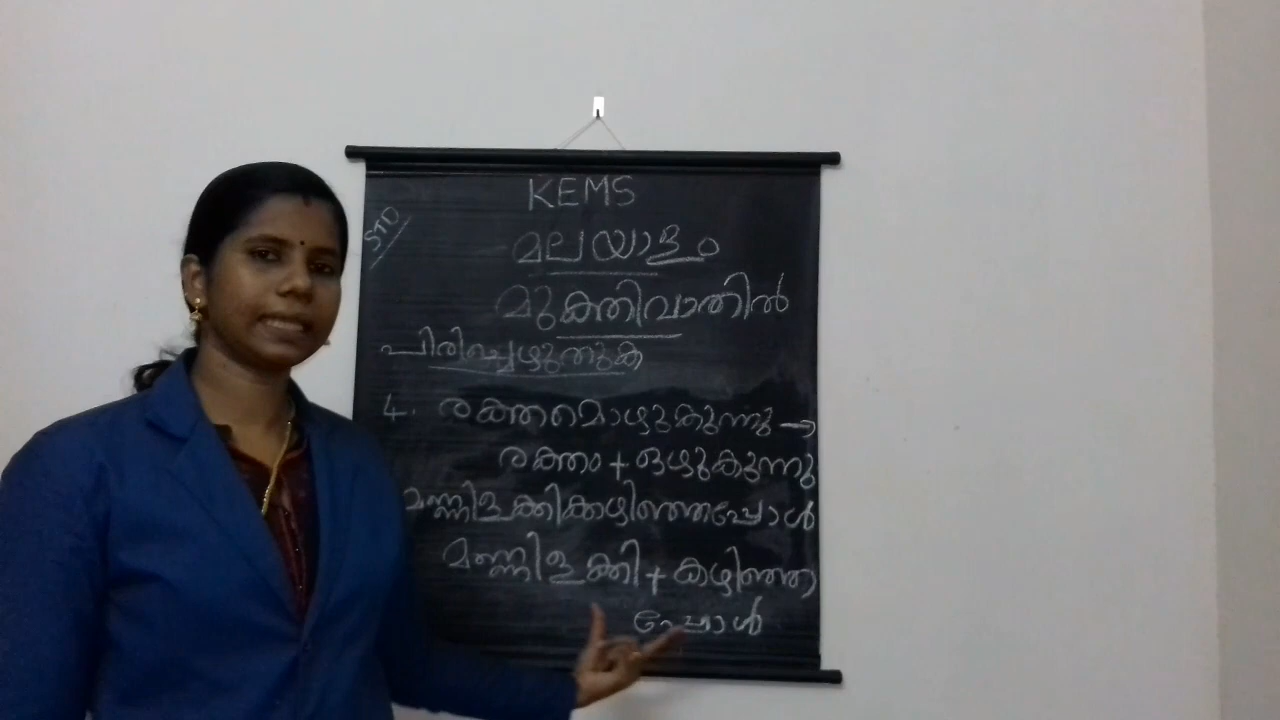 KEMS
STD
മലയാളം
മുക്തിവാതിൽ
പിരിച്ചെഴുതുക
4. രക്തമൊഴുകുന്നു →
രക്തം + ഒഴുകുന്നു
മണ്ണിളക്കിക്കഴിഞ്ഞപ്പോൾ
മണ്ണിളക്കി + കഴിഞ്ഞ
പ്പോൾ